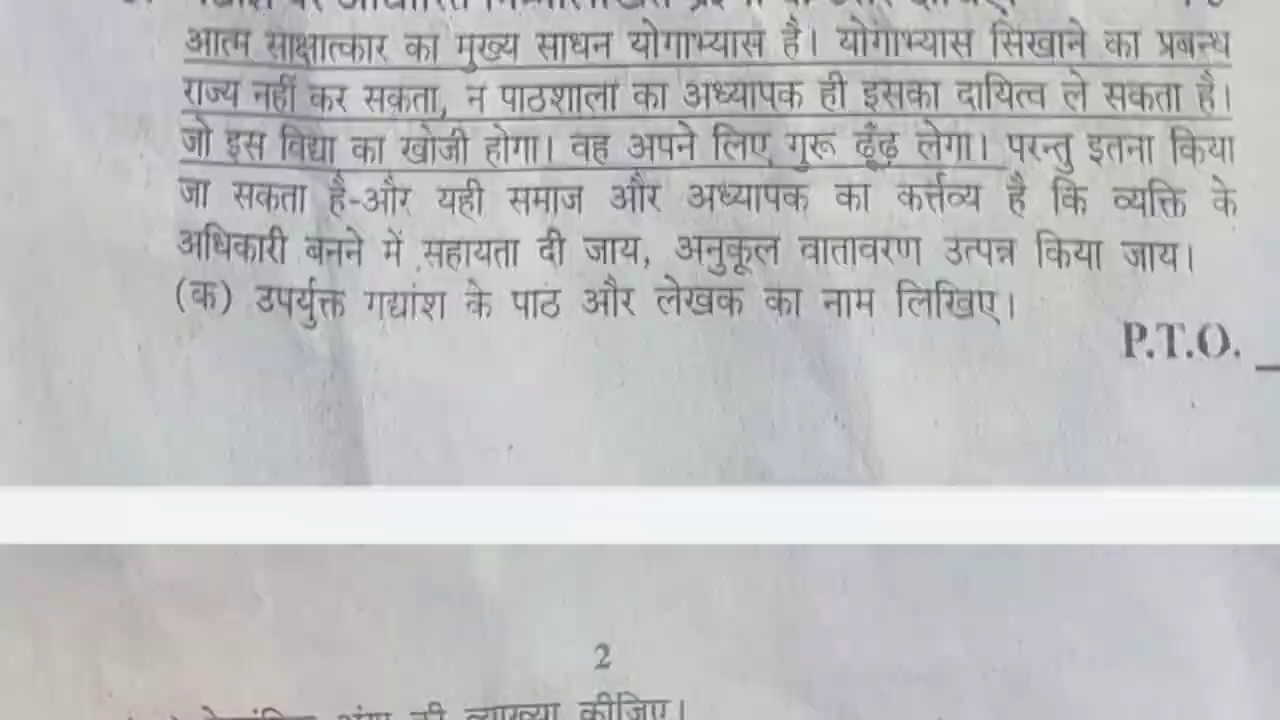 आत्म साक्षात्कार का मुख्य साधन योगाभ्यास है। योगाभ्यास सिखाने का प्रबन्ध
राज्य नहीं कर सकता, न पाठशाला का अध्यापक ही इसका दायित्व ले सकता है।
जो इस विद्या का खोजी होगा। वह अपने लिए गुरू ढूँढ़ लेगा। परन्तु इतना किया
जा सकता है-और यही समाज और अध्यापक का कर्त्तव्य है कि व्यक्ति के
अधिकारी बनने में सहायता दी जाय, अनुकूल वातावरण उत्पन्न किया जाय।
(क) उपर्युक्त गद्यांश के पाठ और लेखक का नाम लिखिए।
P.T.O.
2
की व्याख्या कीजिए।